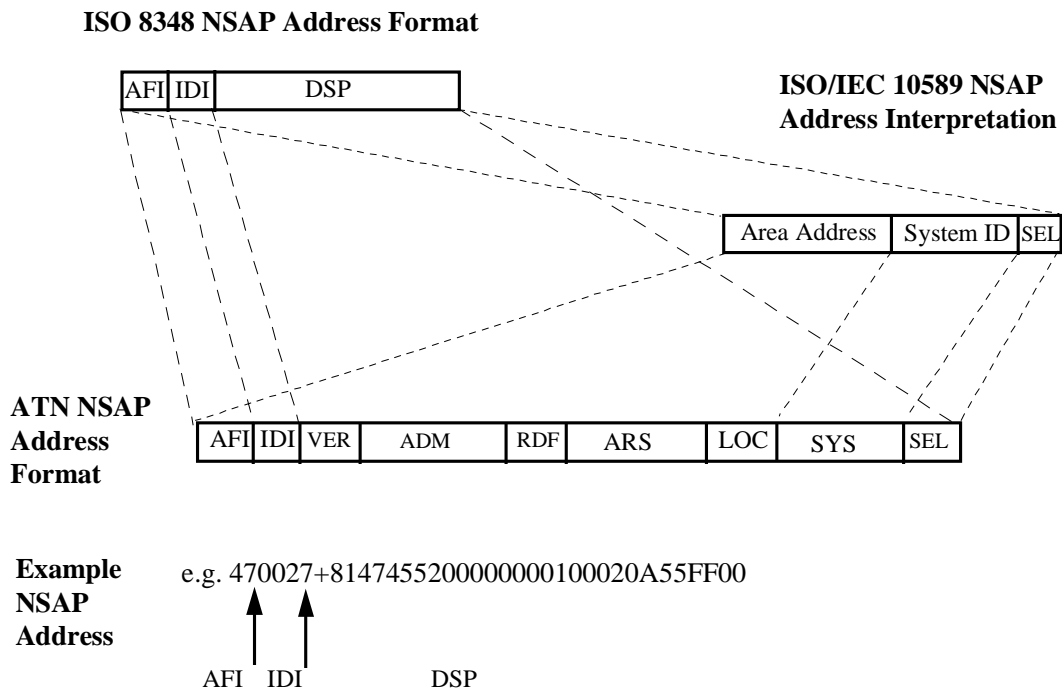 ISO 8348 NSAP Address Format
AFI IDI DSP
ISO/IEC 10589 NSAP
Address Interpretation
Area Address System ID SEL
ATN NSAP
Address
Format
AFI IDI VER ADM RDF ARS LOC SYS SEL
Example
NSAP
Address
e.g. 470027+81474552000000000100020A55FF00
AFI IDI DSP